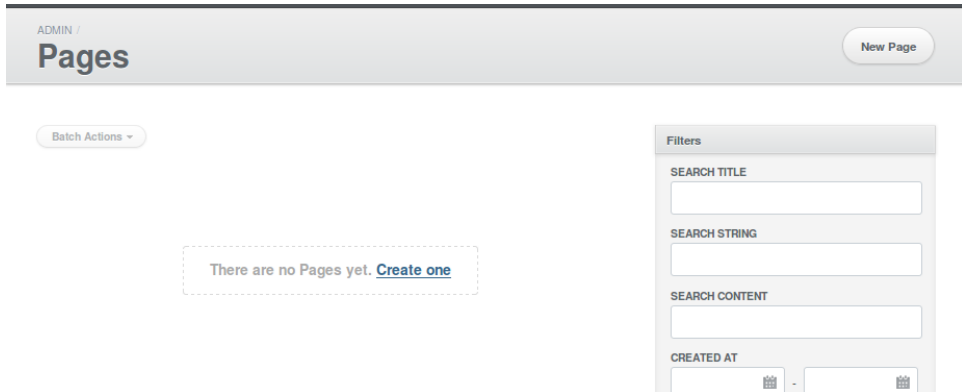 ADMIN /
Pages
New Page
Batch Actions
There are no Pages yet. Create one
Filters
SEARCH TITLE
SEARCH STRING
SEARCH CONTENT
CREATED AT
-